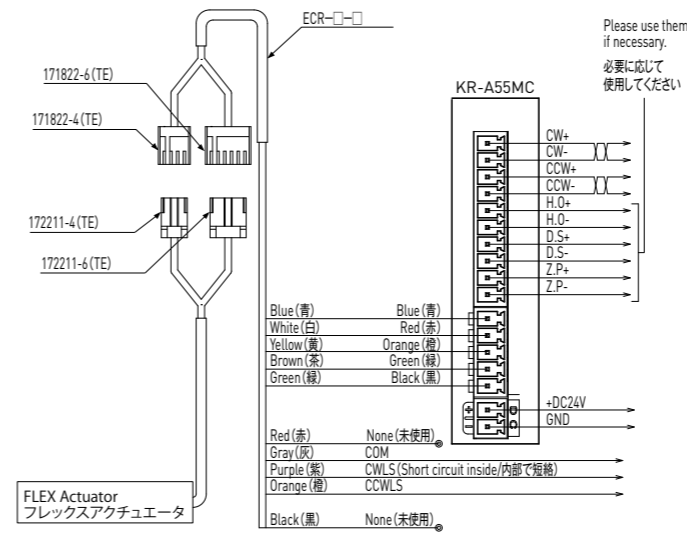 ECR-□-□
Please use them
if necessary.
必要に応じて
使用してください
171822-6(TE)
171822-4(TE)
KR-A55MC
CW+
CW-
CCW+
CCW-
H.O+
H.O-
D.S+
D.S-
Z.P+
Z.P-
172211-4(TE)
172211-6(TE)
Blue(青) Blue(青)
White(白) Red(赤)
Yellow(黄) Orange(橙)
Brown(茶) Green(緑)
Green(緑) Black(黒)
+ +DC24V
- GND
Red(赤) None(未使用)
Gray(灰) COM
Purple(紫) CWLS(Short circuit inside/内部で短絡)
Orange(橙) CCWLS
Black(黒) None(未使用)
FLEX Actuator
フレックスアクチュエータ